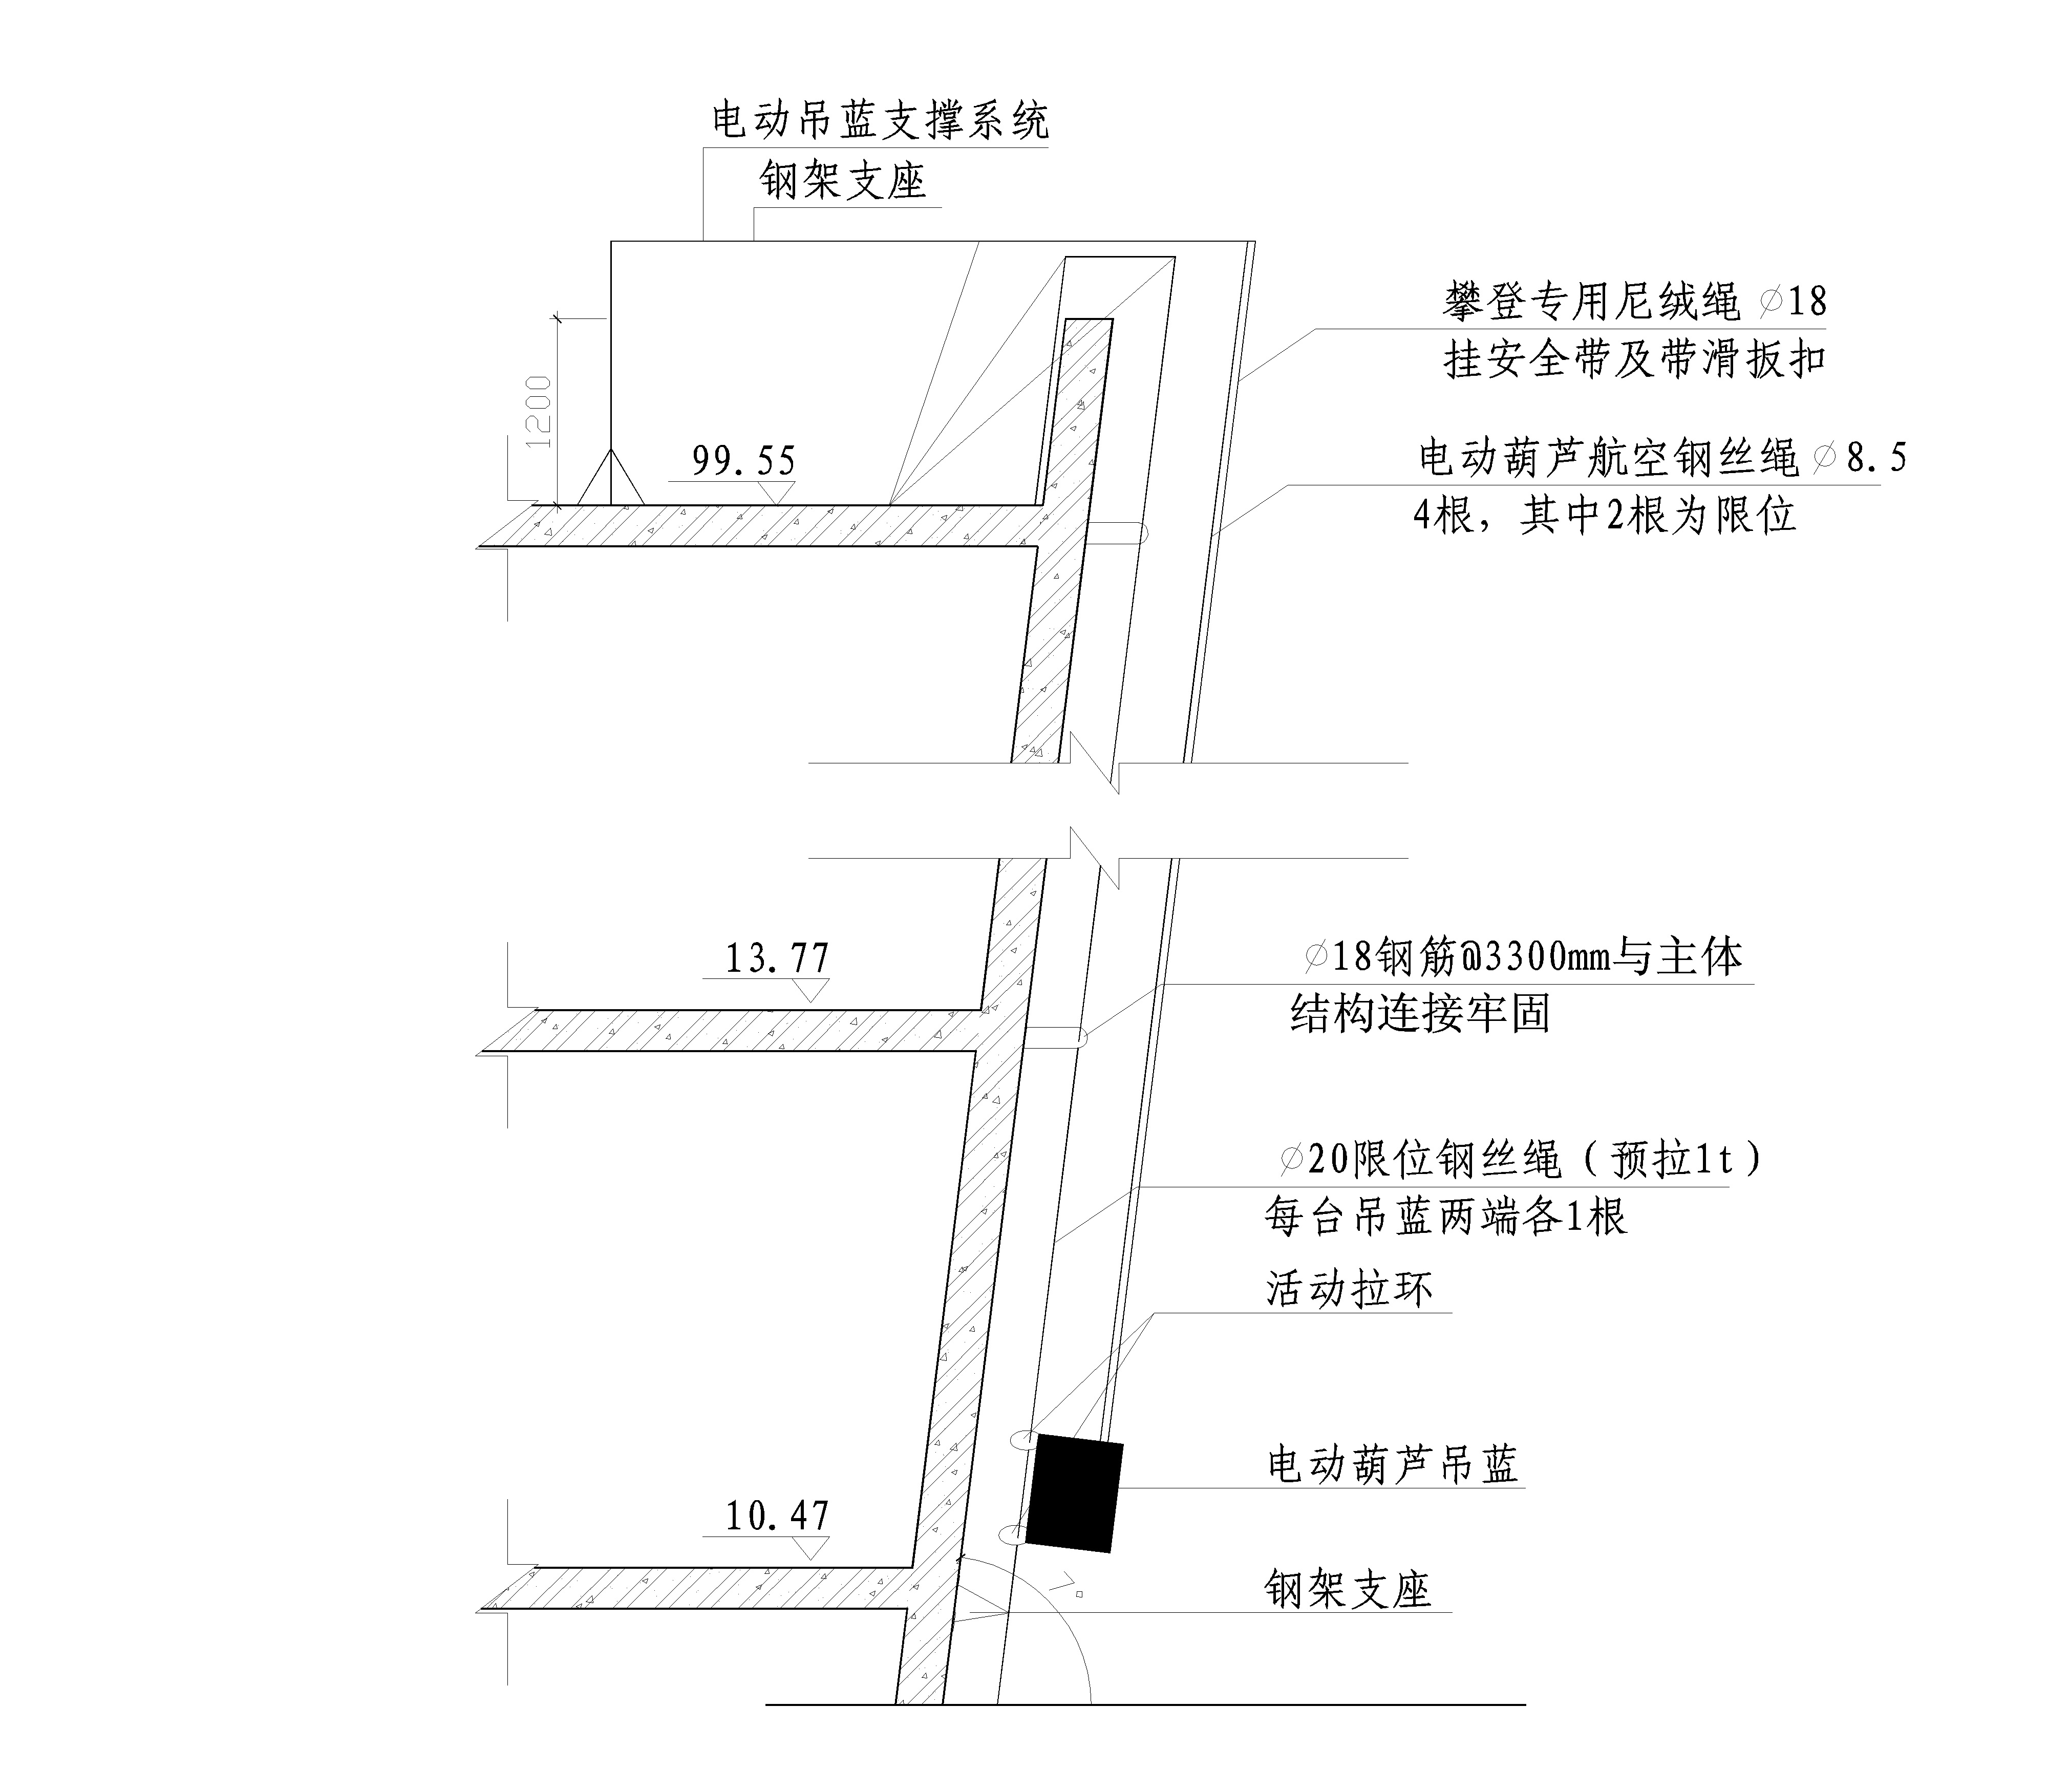 电动吊蓝支撑系统
钢架支座
攀登专用尼绒绳 ∅18
挂安全带及带滑扳扣
1200
99.55
电动葫芦航空钢丝绳∅8.5
4根，其中2根为限位
13.77
∅18钢筋@3300mm与主体
结构连接牢固
∅20限位钢丝绳（预拉1t）
每台吊蓝两端各1根
活动拉环
电动葫芦吊蓝
10.47
钢架支座